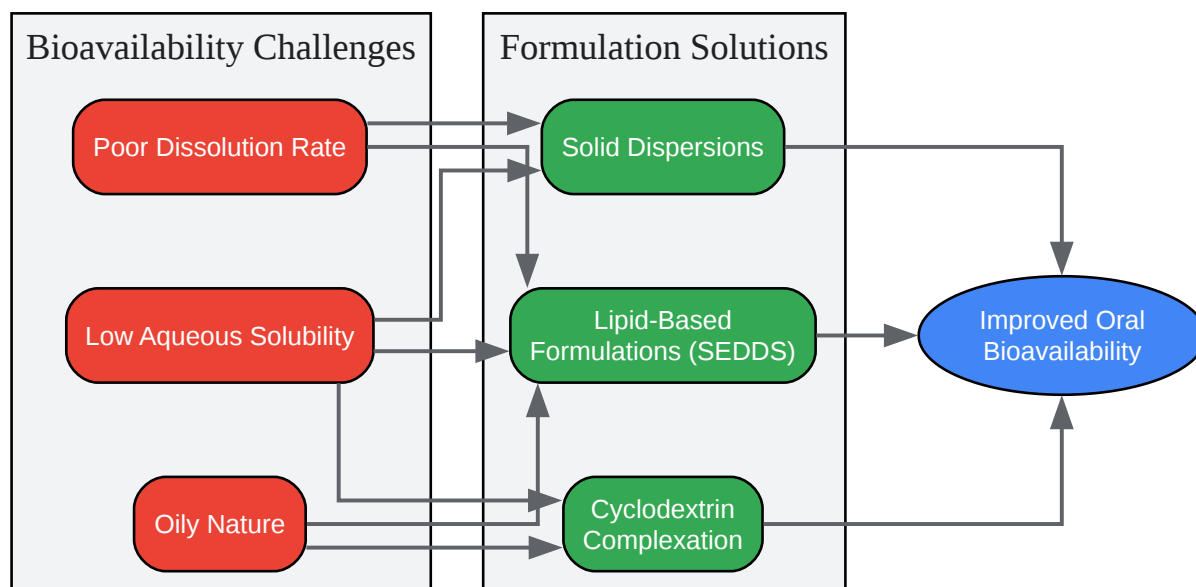 Bioavailability Challenges
Formulation Solutions
Poor Dissolution Rate
Solid Dispersions
Low Aqueous Solubility
Lipid-Based
Formulations (SEDDS)
Improved Oral
Bioavailability
Oily Nature
Cyclodextrin
Complexation